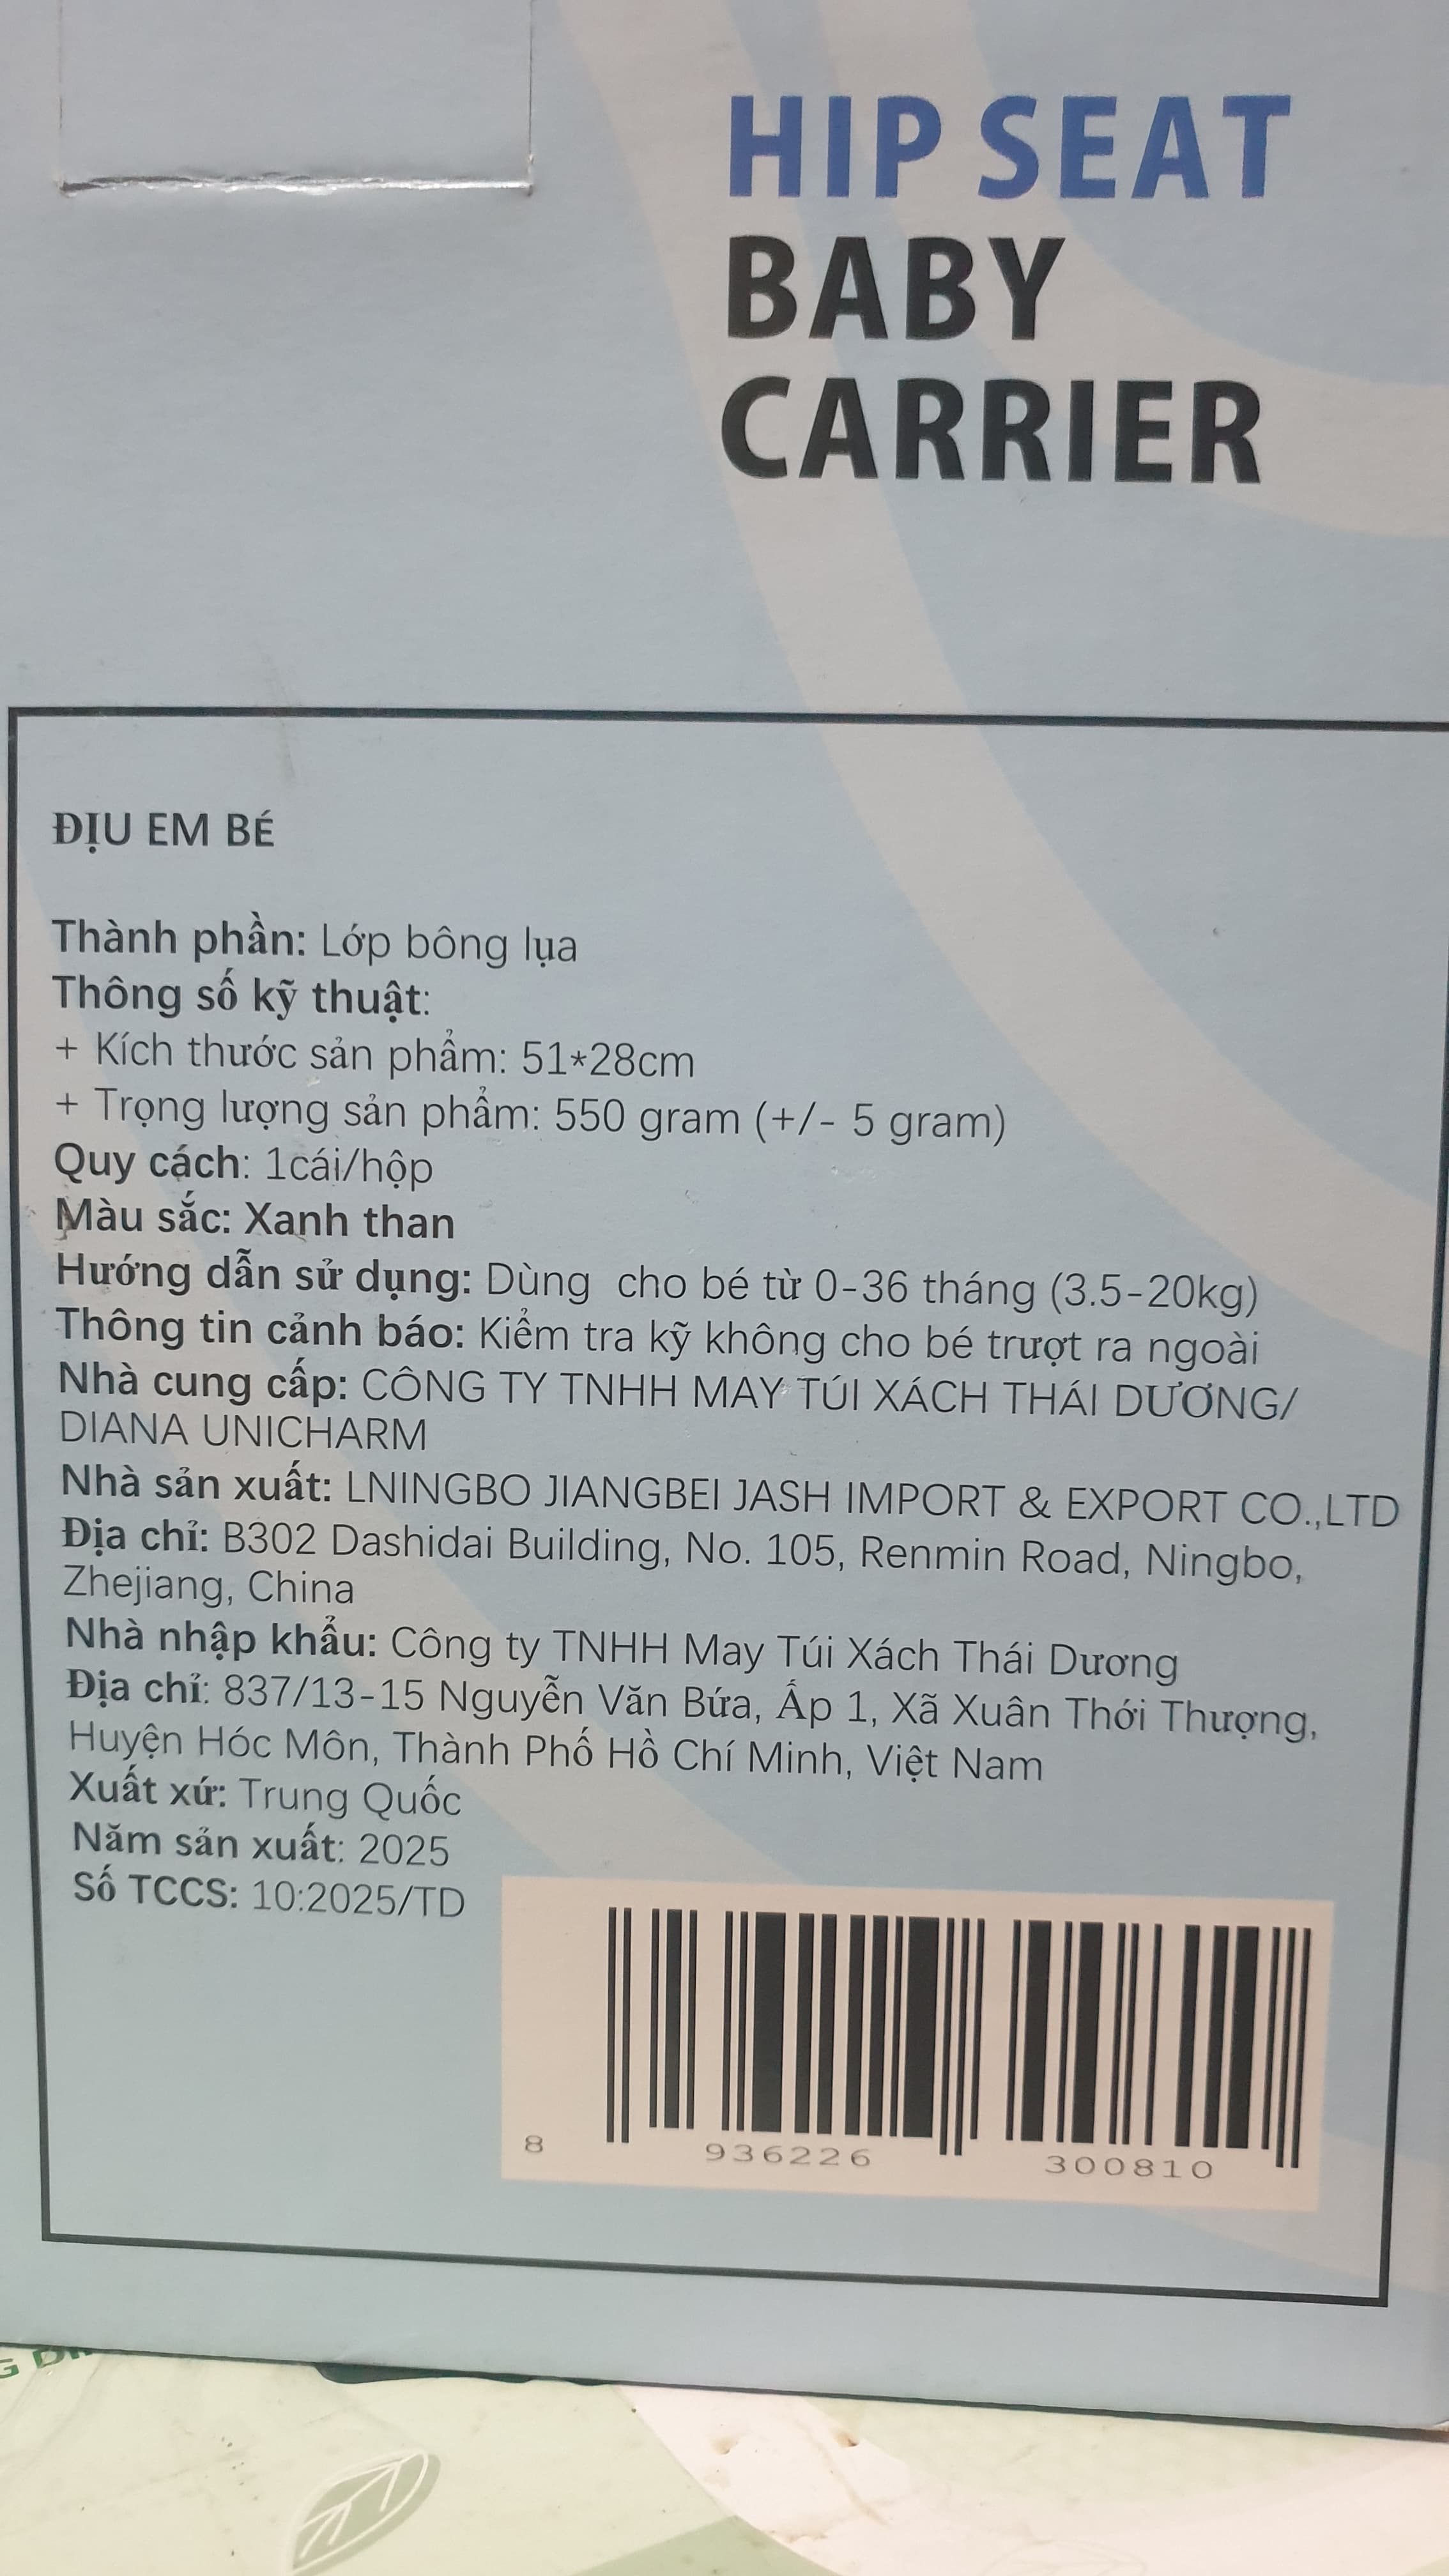 HIP SEAT
BABY
CARRIER
ĐỊU EM BÉ
Thành phần: Lớp bông lụa
Thông số kỹ thuật:
+ Kích thước sản phẩm: 51*28cm
+ Trọng lượng sản phẩm: 550 gram (+/- 5 gram)
Quy cách: 1cái/hộp
Màu sắc: Xanh than
Hướng dẫn sử dụng: Dùng cho bé từ 0-36 tháng (3.5-20kg)
Thông tin cảnh báo: Kiểm tra kỹ không cho bé trượt ra ngoài
Nhà cung cấp: CÔNG TY TNHH MAY TÚI XÁCH THÁI DƯƠNG/
DIANA UNICHARM
Nhà sản xuất: LNINGBO JIANGBEI JASH IMPORT & EXPORT CO.,LTD
Địa chỉ: B302 Dashidai Building, No. 105, Renmin Road, Ningbo,
Zhejiang, China
Nhà nhập khẩu: Công ty TNHH May Túi Xách Thái Dương
Địa chỉ: 837/13-15 Nguyễn Văn Bứa, Ấp 1, Xã Xuân Thới Thượng,
Huyện Hóc Môn, Thành Phố Hồ Chí Minh, Việt Nam
Xuất xứ: Trung Quốc
Năm sản xuất: 2025
Số TCCS: 10:2025/TD
8 936226 300810